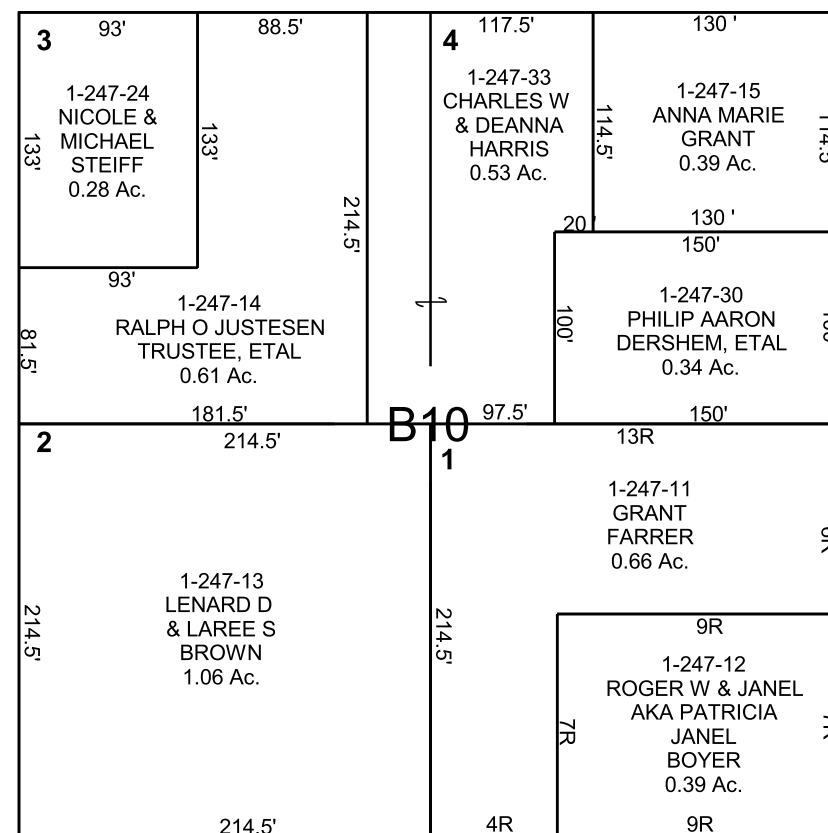 93'
88.5'
117.5'
130 '
3
4
1-247-24
NICOLE &
MICHAEL
STEIFF
0.28 Ac.
133'
133'
1-247-33
CHARLES W
& DEANNA
HARRIS
0.53 Ac.
114.5'
1-247-15
ANNA MARIE
GRANT
0.39 Ac.
114.5
214.5'
20 '
130 '
150'
93'
1-247-14
RALPH O JUSTESEN
TRUSTEE, ETAL
0.61 Ac.
81.5'
181.5'
100'
1-247-30
PHILIP AARON
DERSHEM, ETAL
0.34 Ac.
97.5'
150'
B10
2
214.5'
1
13R
1-247-11
GRANT
FARRER
0.66 Ac.
1-247-13
LENARD D
& LAREE S
BROWN
1.06 Ac.
214.5'
214.5'
9R
1-247-12
ROGER W & JANEL
AKA PATRICIA
JANEL
BOYER
0.39 Ac.
7R
214.5'
4R
9R